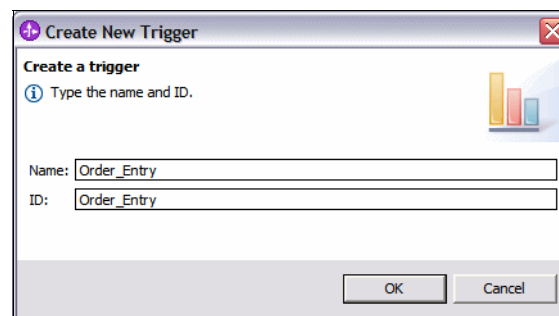 Create New Trigger
Create a trigger
Type the name and ID.
Name: Order_Entry
ID: Order_Entry
OK Cancel